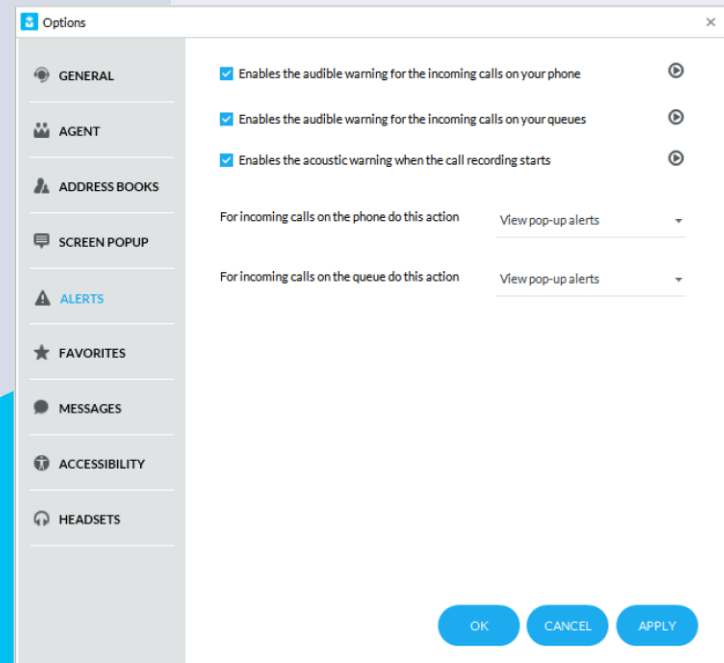 Options
GENERAL
AGENT
ADDRESS BOOKS
SCREEN POPUP
ALERTS
FAVORITES
MESSAGES
ACCESSIBILITY
HEADSETS
Enables the audible warning for the incoming calls on your phone
Enables the audible warning for the incoming calls on your queues
Enables the acoustic warning when the call recording starts
For incoming calls on the phone do this action View pop-up alerts
For incoming calls on the queue do this action View pop-up alerts
OK CANCEL APPLY